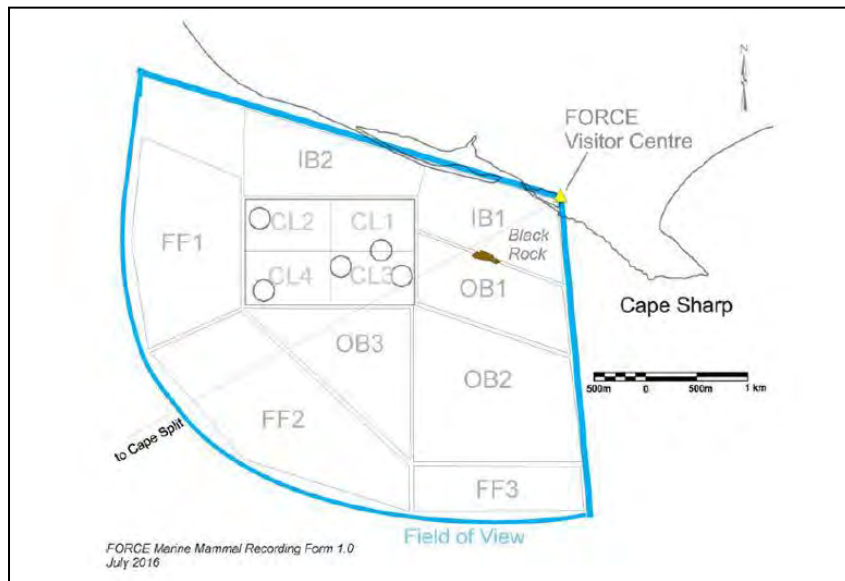 N
FORCE
Visitor Centre
IB2
IB1
CL2
CL1
Black
Rock
FF1
CL4
CL3
OB1
Cape Sharp
OB3
OB2
500m
0
500m
1 km
FF2
to Cape Split
FF3
Field of View
FORCE Marine Mammal Recording Form 1.0
July 2016